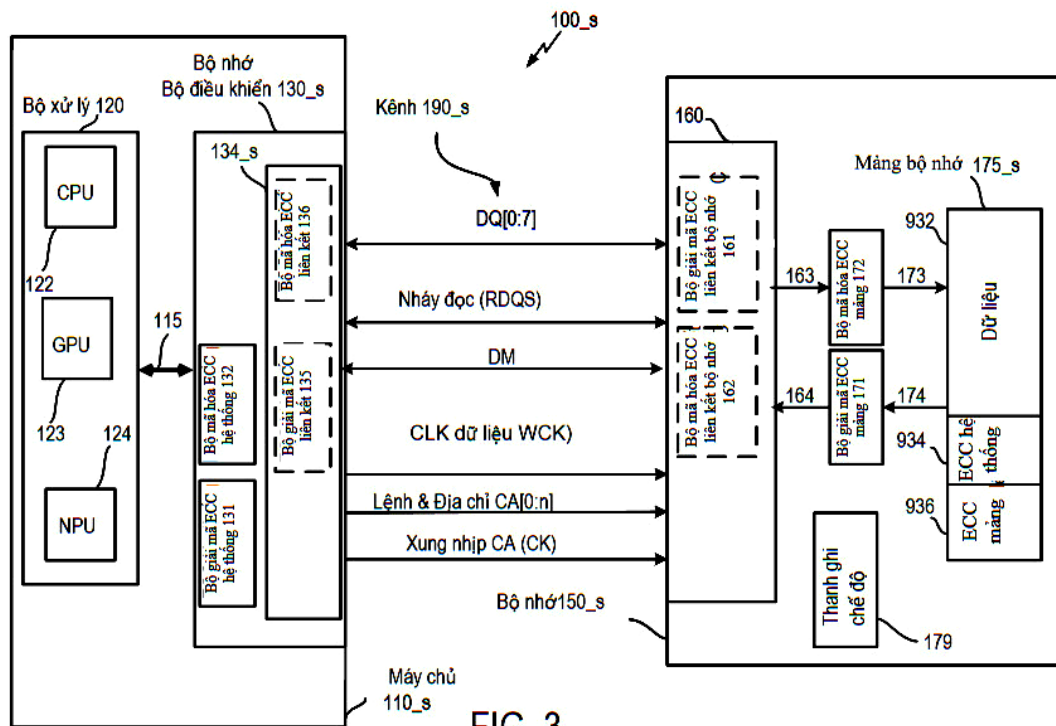 100_s
Bộ nhớ
Bộ điều khiển 130_s
Bộ xử lý 120
134_s
CPU
122
GPU
123
124
NPU
115
Bộ mã hóa ECC
liên kết 136
Bộ giải mã ECC
liên kết 135
Bộ mã hóa ECC
hệ thống 132
Bộ giải mã ECC
hệ thống 131
Kênh 190_s
DQ[0:7]
Nháy đọc (RDQS)
DM
CLK dữ liệu WCK)
Lệnh & Địa chỉ CA[0:n]
Xung nhịp CA (CK)
Bộ nhớ150_s
Máy chủ
110_s
160
Bộ giải mã ECC
liên kết bộ nhớ
161
Bộ mã hóa ECC
liên kết bộ nhớ
162
163
164
Bộ mã hóa ECC
mảng 172
Bộ giải mã ECC
mảng 171
173
174
Mảng bộ nhớ 175_s
932
Dữ liệu
934
ECC hệ
thống
936
ECC
mảng
Thanh ghi
chế độ
179
FIG. 3